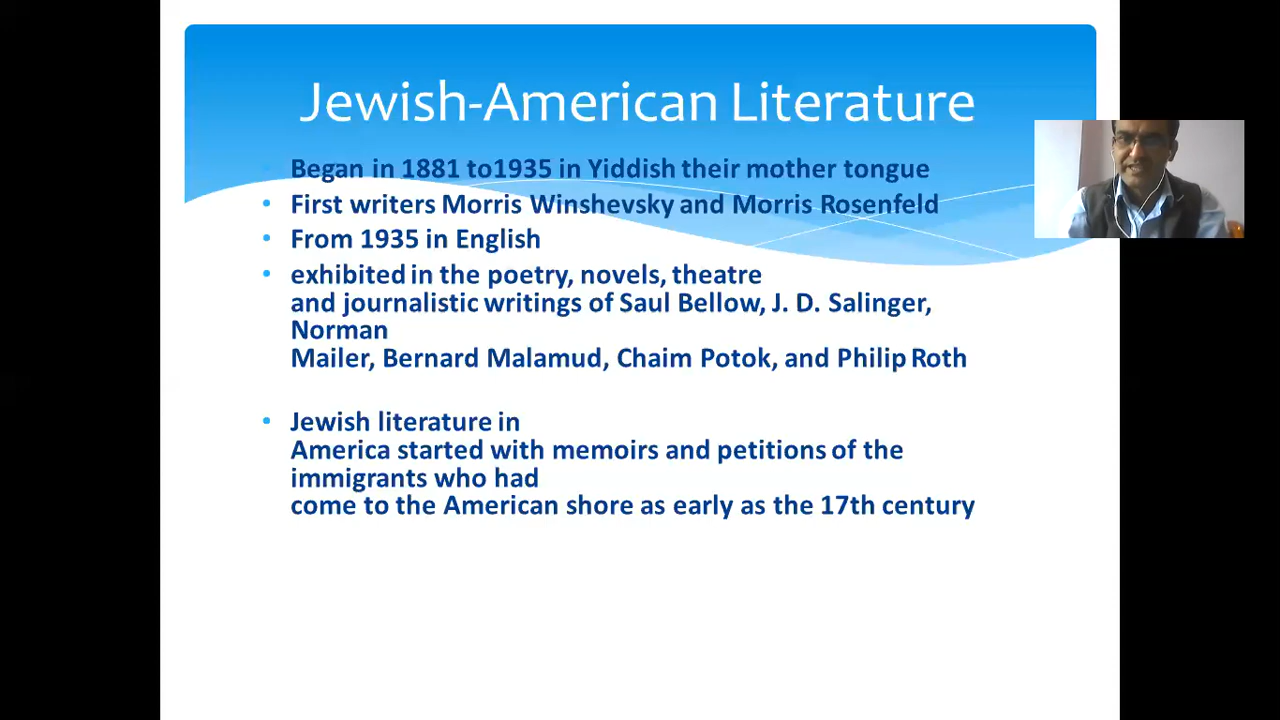 Jewish-American Literature
Began in 1881 to1935 in Yiddish their mother tongue
• First writers Morris Winshevsky and Morris Rosenfeld
• From 1935 in English
• exhibited in the poetry, novels, theatre
and journalistic writings of Saul Bellow, J. D. Salinger,
Norman
Mailer, Bernard Malamud, Chaim Potok, and Philip Roth
• Jewish literature in
America started with memoirs and petitions of the
immigrants who had
come to the American shore as early as the 17th century